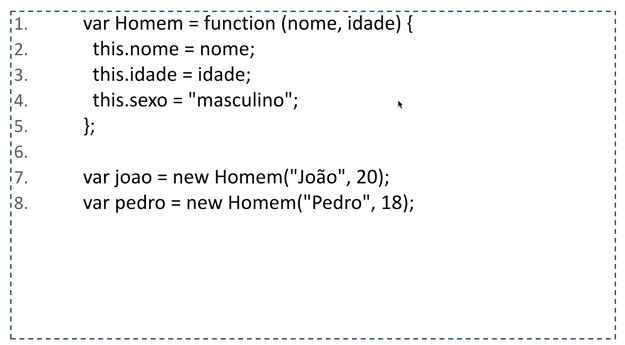 1. var Homem = function (nome, idade) {
2. this.nome = nome;
3. this.idade = idade;
4. this.sexo = "masculino";
5. };
6.
7. var joao = new Homem("João", 20);
8. var pedro = new Homem("Pedro", 18);